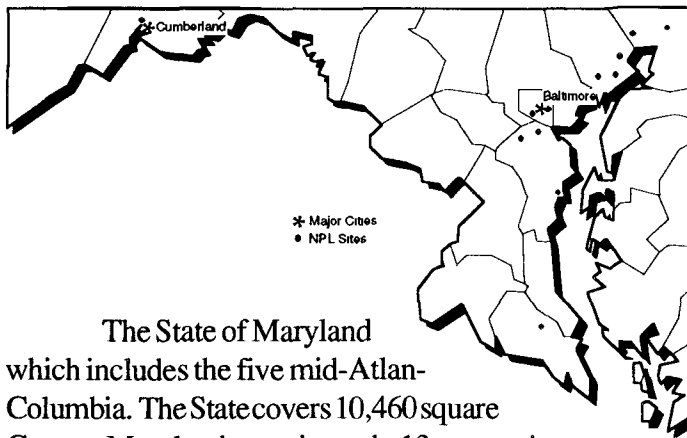 Cumberland
Baltimore
Major Cities
NPL Sites
The State of Maryland
which includes the five mid-Atlan-
Columbia. The State covers 10,460 square